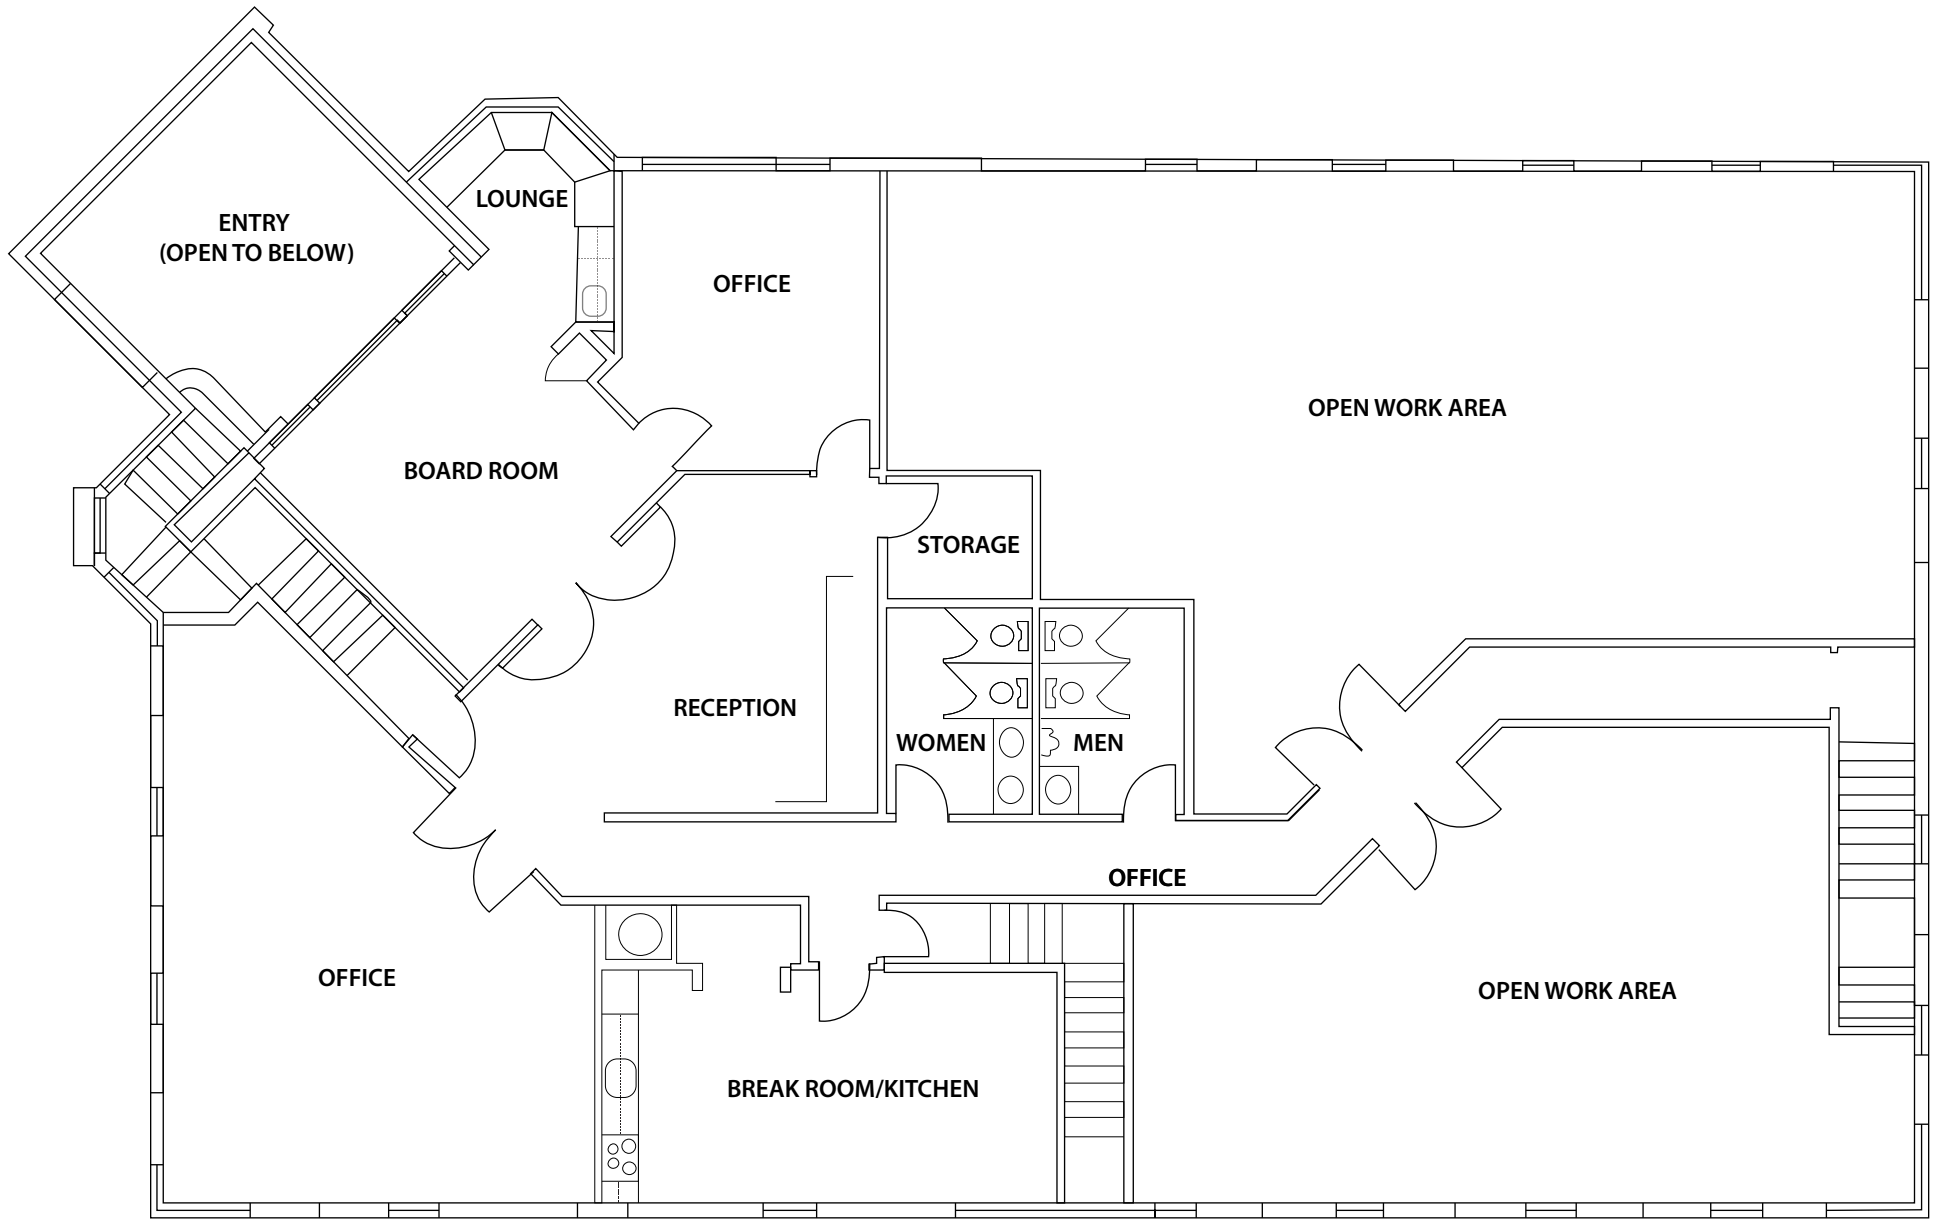 ENTRY
(OPEN TO BELOW)
LOUNGE
OFFICE
OPEN WORK AREA
BOARD ROOM
STORAGE
RECEPTION
WOMEN
MEN
OFFICE
OFFICE
OPEN WORK AREA
BREAK ROOM/KITCHEN